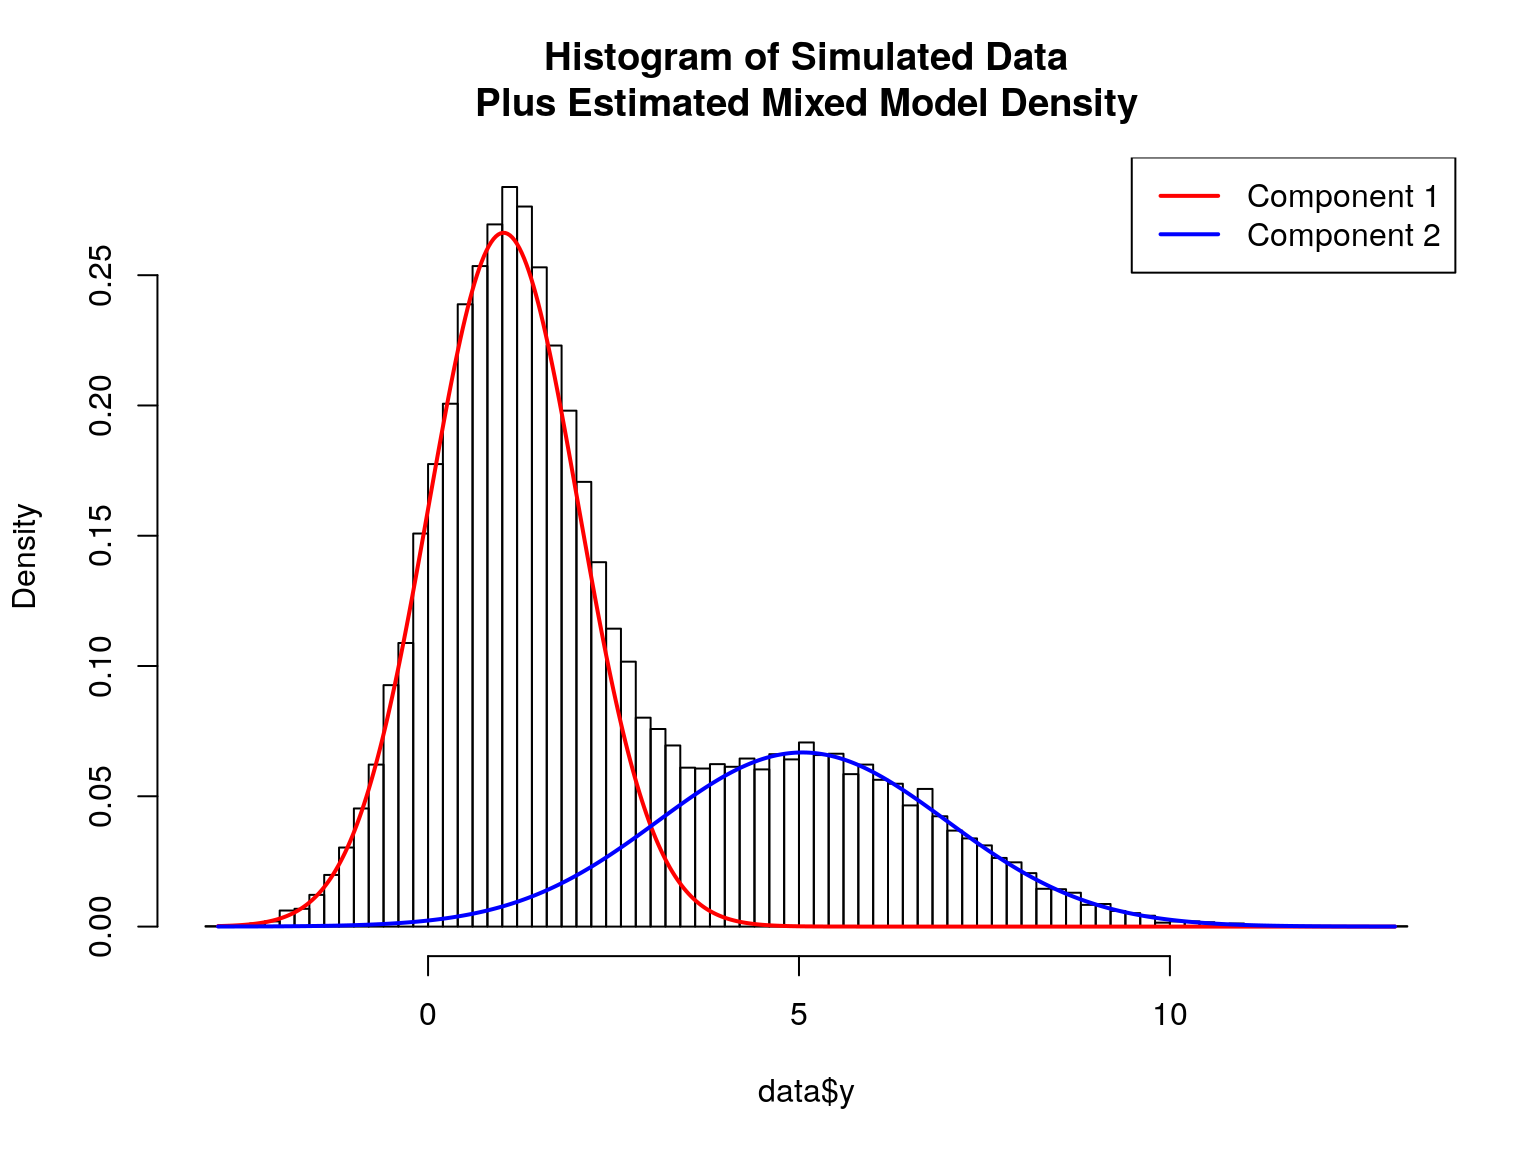 Histogram of Simulated Data
Plus Estimated Mixed Model Density
Component 1
Component 2
Density
0.25
0.20
0.15
0.10
0.05
0.00
0 5 10
data$y